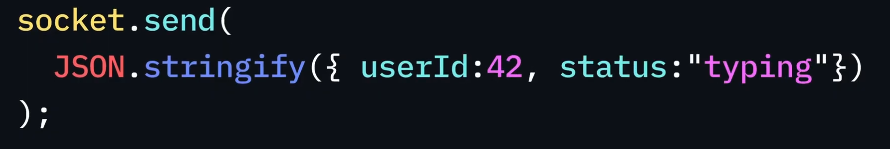 socket.send(
  JSON.stringify({ userId:42, status:"typing"})
);